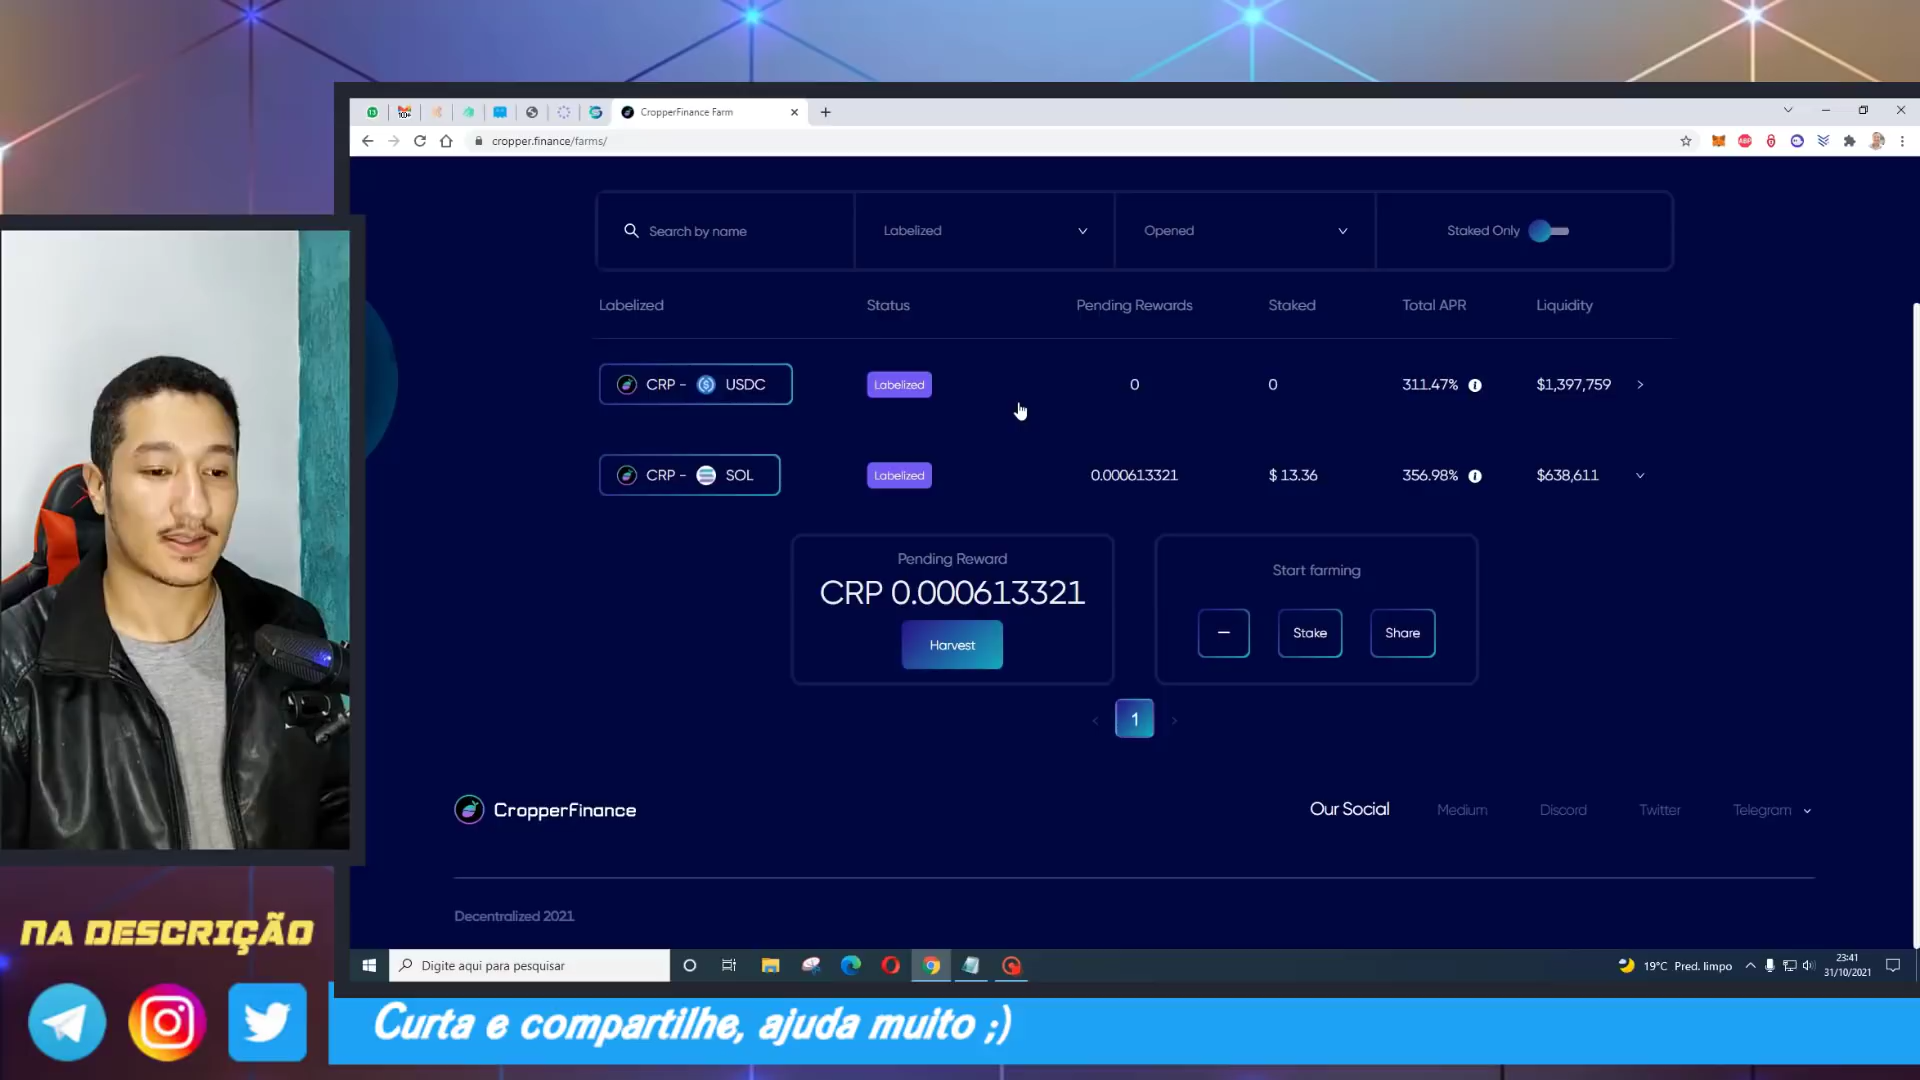 CropperFinance Farm
cropper.finance/farms/
Search by name
Labelized
Opened
Staked Only
Labelized Status Pending Rewards Staked Total APR Liquidity
CRP - USDC Labelized 0 0 311.47% $1,397,759
CRP - SOL Labelized 0.000613321 $ 13.36 356.98% $638,611
Pending Reward
CRP 0.000613321
Harvest
Start farming
Stake Share
1
CropperFinance
Our Social Medium Discord Twitter Telegram
Decentralized 2021
Digite aqui para pesquisar
19°C Pred. limpo
23:41
31/10/2021
NA DESCRIÇÃO
Curta e compartilhe, ajuda muito ;)